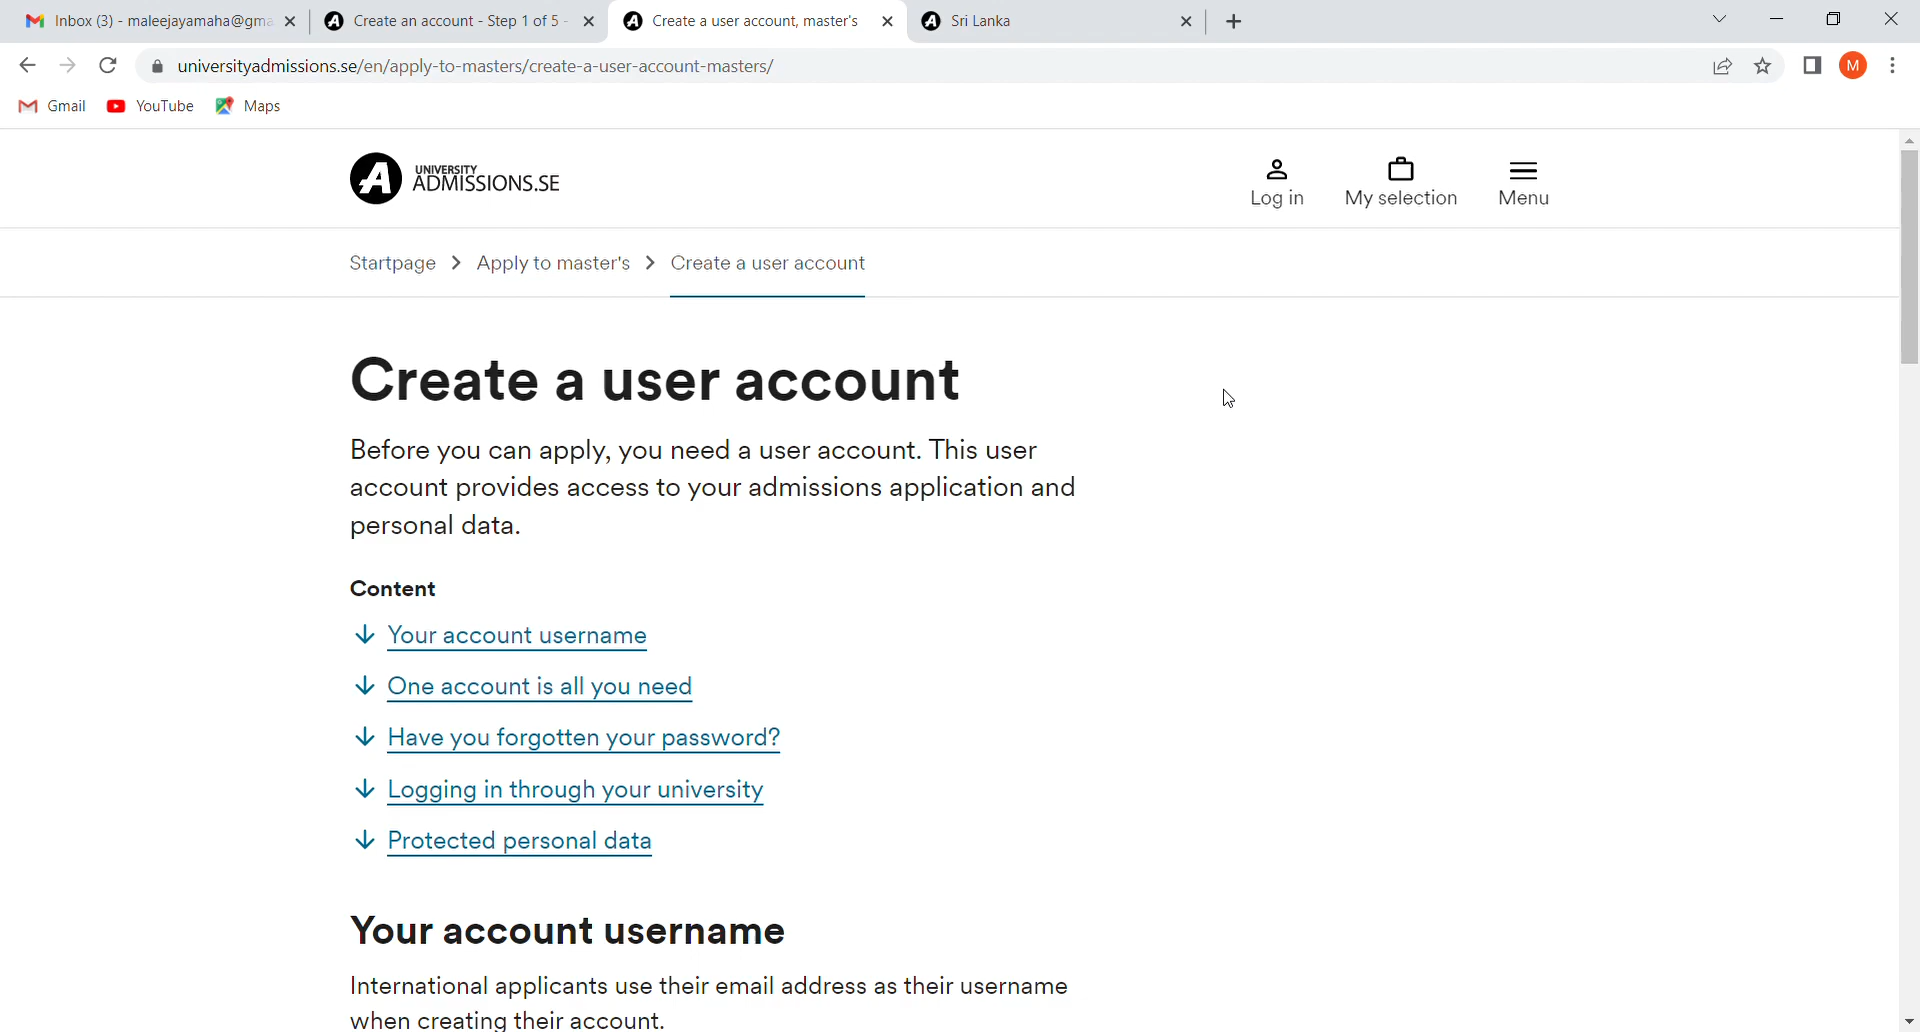 Inbox (3) - maleejayamaha@gma
Create an account - Step 1 of 5 -
Create a user account, master's
Sri Lanka
universityadmissions.se/en/apply-to-masters/create-a-user-account-masters/
M
Gmail
YouTube
Maps
A UNIVERSITY
ADMISSIONS.SE
Log in
My selection
Menu
Startpage > Apply to master's > Create a user account
Create a user account
Before you can apply, you need a user account. This user
account provides access to your admissions application and
personal data.
Content
Your account username
One account is all you need
Have you forgotten your password?
Logging in through your university
Protected personal data
Your account username
International applicants use their email address as their username
when creating their account.